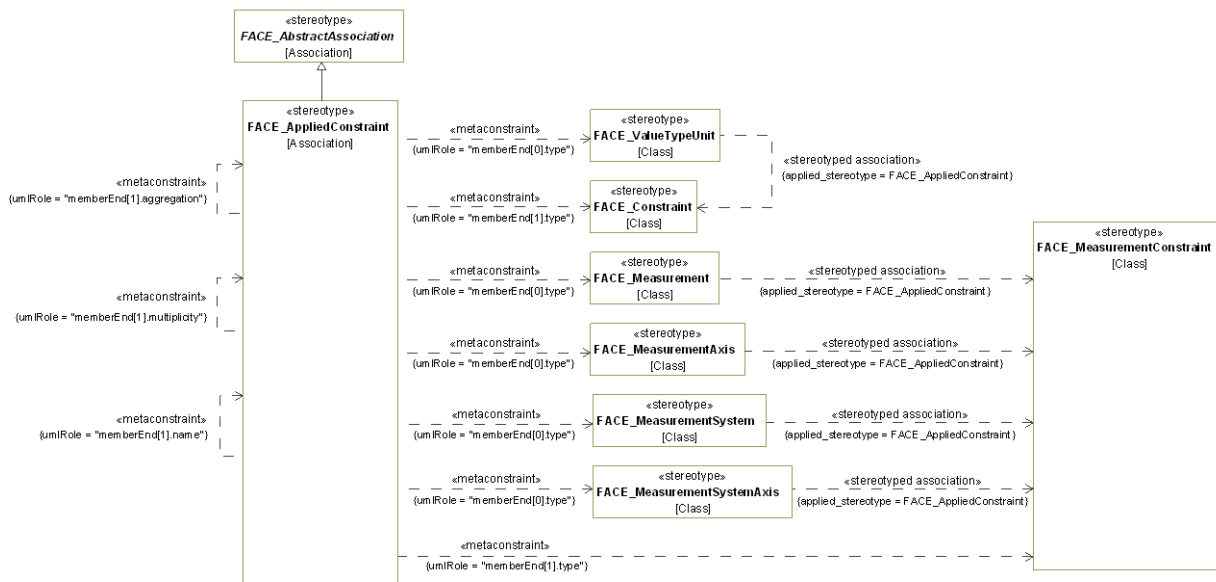 «stereotype»
FACE_AbstractAssociation
[Association]
«stereotype»
FACE_AppliedConstraint
[Association]
«metaconstraint»
{umlRole = "memberEnd[1].aggregation"}
«metaconstraint»
{umlRole = "memberEnd[1].multiplicity"}
«metaconstraint»
{umlRole = "memberEnd[1].name"}
«metaconstraint»
{umlRole = "memberEnd[0].type"}
«stereotype»
FACE_ValueTypeUnit
[Class]
«stereotyped association»
{applied_stereotype = FACE_AppliedConstraint}
«metaconstraint»
{umlRole = "memberEnd[1].type"}
«stereotype»
FACE_Constraint
[Class]
«metaconstraint»
{umlRole = "memberEnd[0].type"}
«stereotype»
FACE_Measurement
[Class]
«stereotyped association»
{applied_stereotype = FACE_AppliedConstraint}
«stereotype»
FACE_MeasurementConstraint
[Class]
«metaconstraint»
{umlRole = "memberEnd[0].type"}
«stereotype»
FACE_MeasurementAxis
[Class]
«stereotyped association»
{applied_stereotype = FACE_AppliedConstraint}
«metaconstraint»
{umlRole = "memberEnd[0].type"}
«stereotype»
FACE_MeasurementSystem
[Class]
«stereotyped association»
{applied_stereotype = FACE_AppliedConstraint}
«metaconstraint»
{umlRole = "memberEnd[0].type"}
«stereotype»
FACE_MeasurementSystemAxis
[Class]
«stereotyped association»
{applied_stereotype = FACE_AppliedConstraint}
«metaconstraint»
{umlRole = "memberEnd[1].type"}